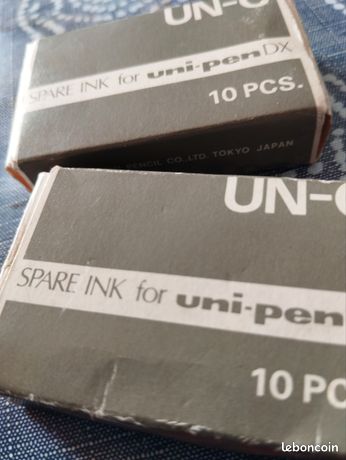 UN-C
SPARE INK for uni-pen DX
10 PCS.
PENCIL CO., LTD. TOKYO JAPAN
UN-
SPARE INK for uni-pen
10 PC
leboncoin